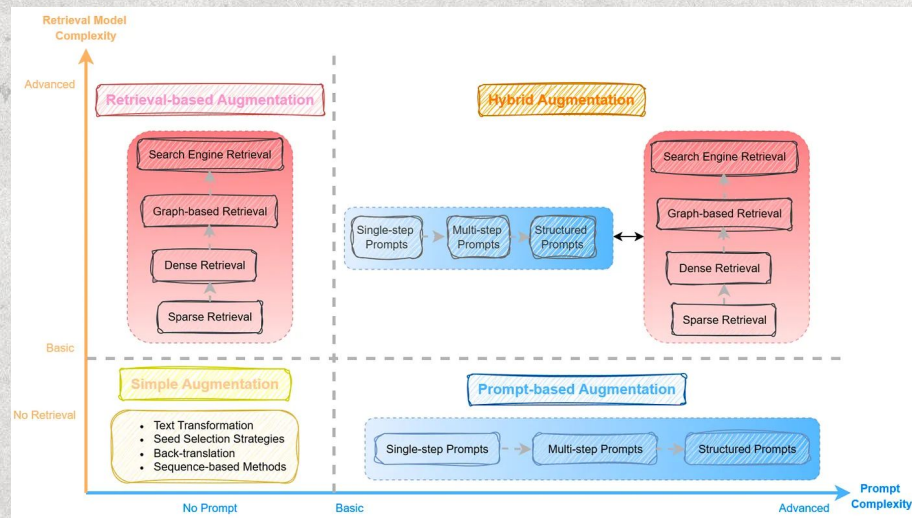 Retrieval Model
Complexity
Advanced
Retrieval-based Augmentation
Hybrid Augmentation
Search Engine Retrieval
Graph-based Retrieval
Dense Retrieval
Sparse Retrieval
Single-step
Prompts
Multi-step
Prompts
Structured
Prompts
Search Engine Retrieval
Graph-based Retrieval
Dense Retrieval
Sparse Retrieval
Basic
Simple Augmentation
Prompt-based Augmentation
No Retrieval
• Text Transformation
• Seed Selection Strategies
• Back-translation
• Sequence-based Methods
Single-step Prompts
Multi-step Prompts
Structured Prompts
No Prompt
Basic
Advanced
Prompt
Complexity